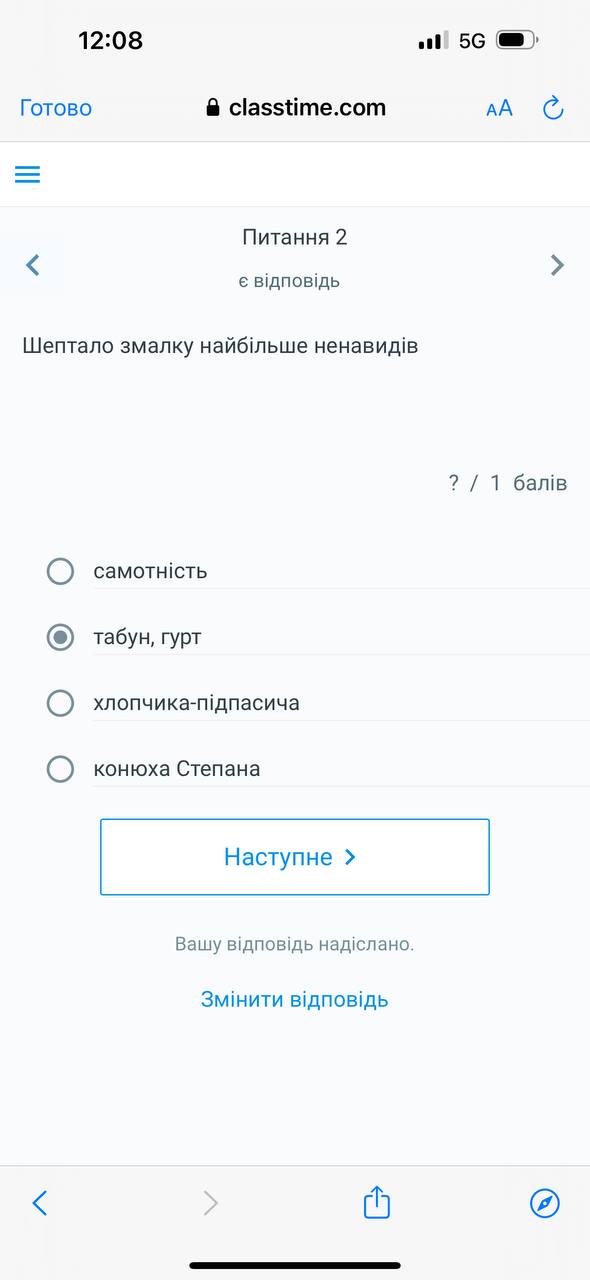 12:08
5G
Готово
classtime.com
AA
Питання 2
є відповідь
Шептало змалку найбільше ненавидів
? / 1 балів
самотність
табун, гурт
хлопчика-підпасича
конюха Степана
Наступне
Вашу відповідь надіслано.
Змінити відповідь